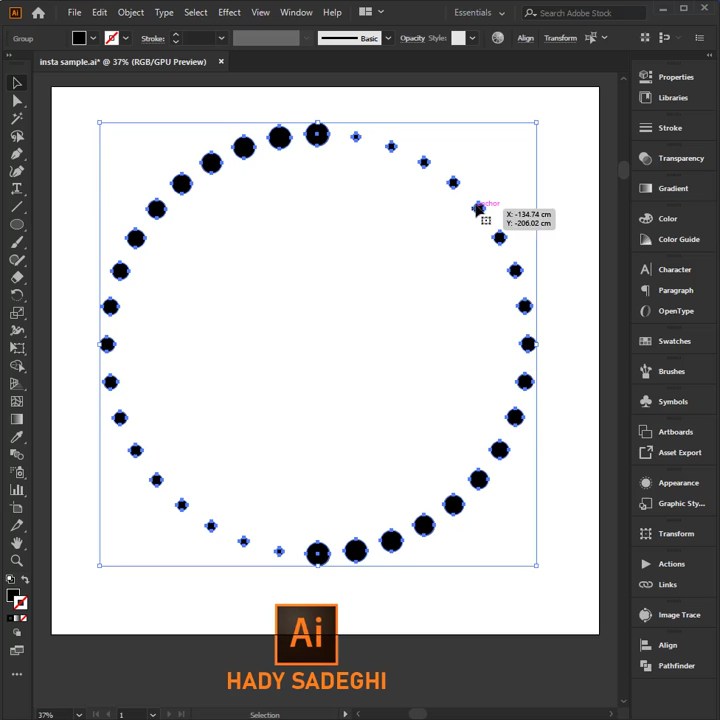 Ai File Edit Object Type Select Effect View Window Help Essentials Search Adobe Stock
Group Stroke: Basic Opacity Style: Align Transform
insta sample.ai* @ 37% (RGB/GPU Preview)
Properties
Libraries
Stroke
Transparency
Gradient
anchor
X: -134.74 cm
Y: -206.02 cm
Color
Color Guide
Character
Paragraph
OpenType
Swatches
Brushes
Symbols
Artboards
Asset Export
Appearance
Graphic Sty...
Transform
Actions
Links
Image Trace
Align
Pathfinder
Ai
HADY SADEGHI
37% 1 Selection